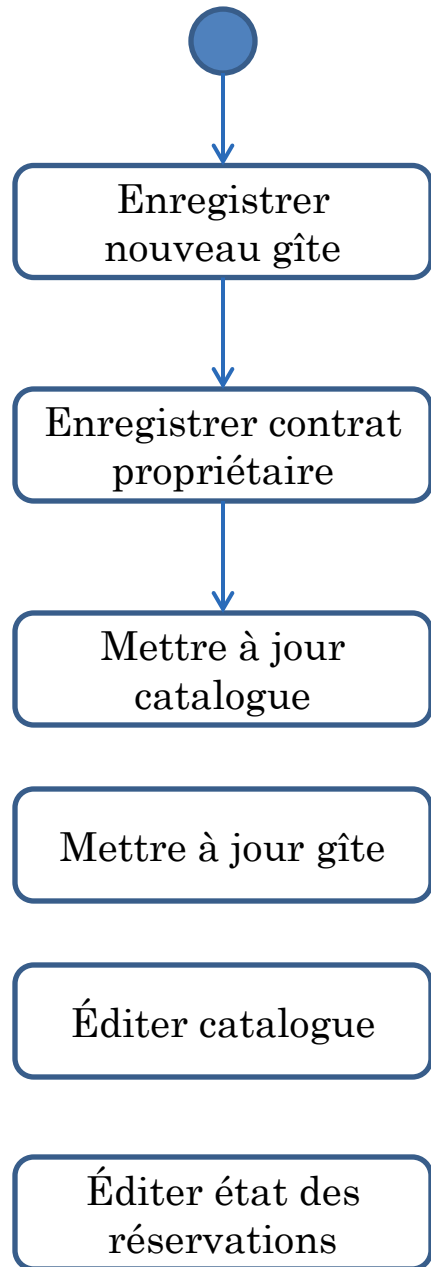 Enregistrer
nouveau gîte
Enregistrer contrat
propriétaire
Mettre à jour
catalogue
Mettre à jour gîte
Éditer catalogue
Éditer état des
réservations